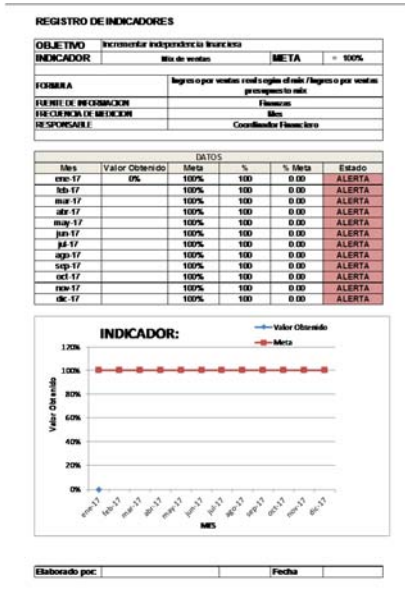 REGISTRO DE INDICADORES
OBJETIVO Incrementar independencia financiera
INDICADOR Mix de ventas META = 100%
FORMULA Ingreso por ventas real según el mix / Ingreso por ventas presupuesto mix
FUENTE DE INFORMACION Finanzas
FRECUENCIA DE MEDICION Mes
RESPONSABLE Coordinador Financiero
DATOS
Mes Valor Obtenido Meta % % Meta Estado
ene-17 0% 100% 100 0.00 ALERTA
feb-17 100% 100 0.00 ALERTA
mar-17 100% 100 0.00 ALERTA
abr-17 100% 100 0.00 ALERTA
may-17 100% 100 0.00 ALERTA
jun-17 100% 100 0.00 ALERTA
jul-17 100% 100 0.00 ALERTA
ago-17 100% 100 0.00 ALERTA
sep-17 100% 100 0.00 ALERTA
oct-17 100% 100 0.00 ALERTA
nov-17 100% 100 0.00 ALERTA
dic-17 100% 100 0.00 ALERTA
INDICADOR:
Valor Obtenido
Meta
120%
100%
80%
60%
40%
20%
0%
Valor Obtenido
ene-17 feb-17 mar-17 abr-17 may-17 jun-17 jul-17 ago-17 sep-17 oct-17 nov-17 dic-17
MES
Elaborado por: Fecha